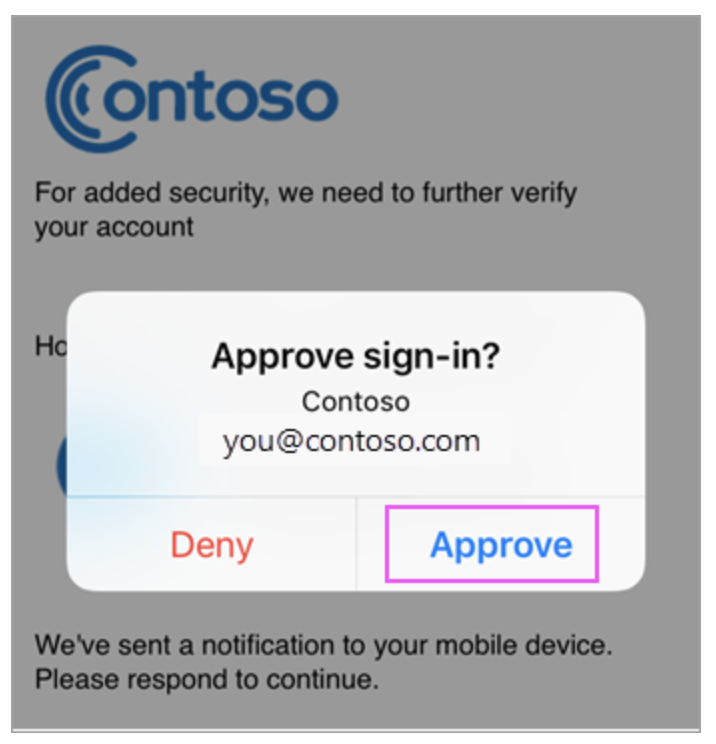 Contoso
For added security, we need to further verify
your account
Ho
Approve sign-in?
Contoso
you@contoso.com
Deny
Approve
We've sent a notification to your mobile device.
Please respond to continue.